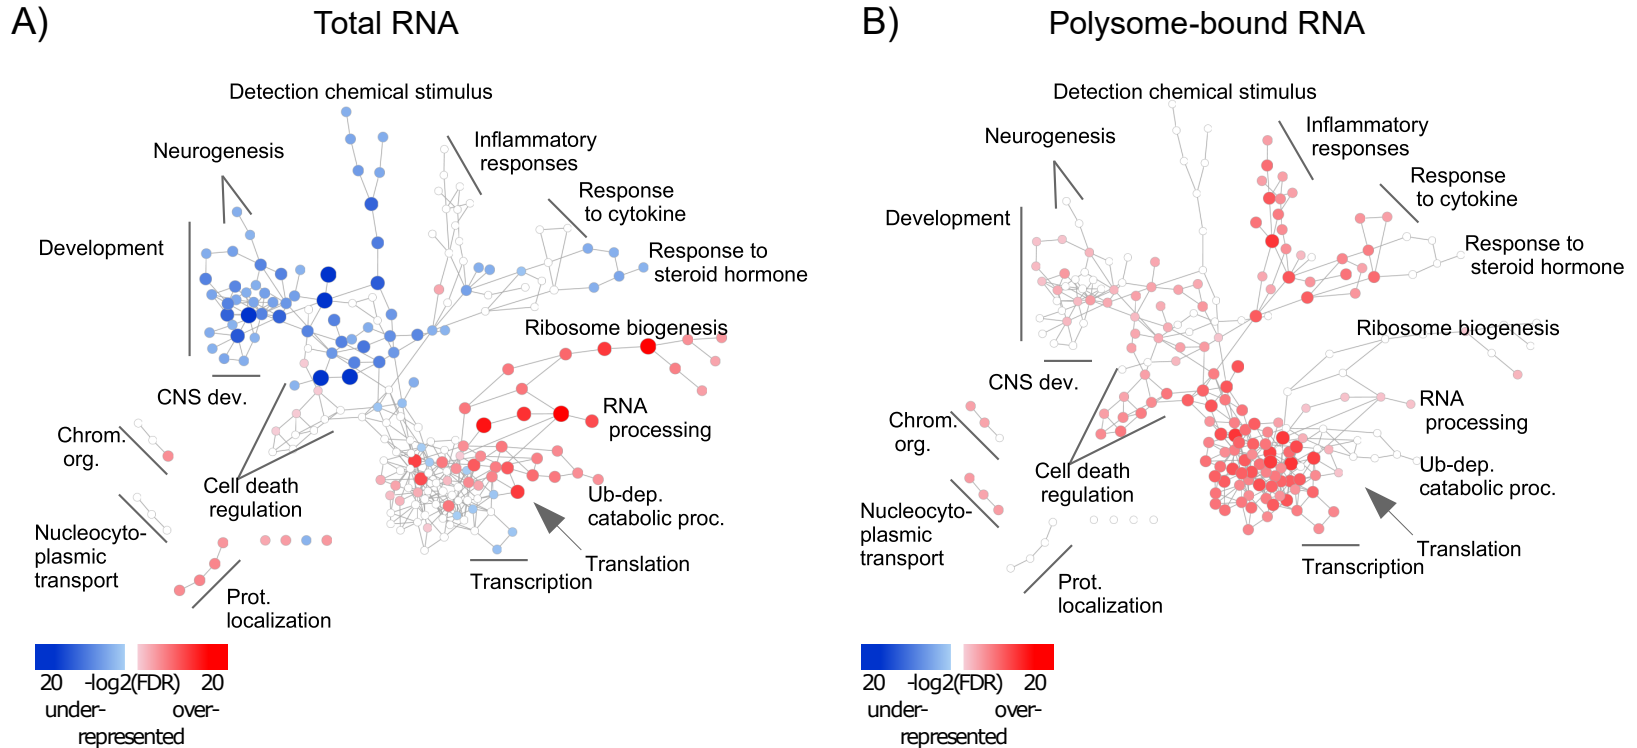 A)
Total RNA
Detection chemical stimulus
Neurogenesis
Inflammatory
responses
Response
to cytokine
Development
Response to
steroid hormone
Ribosome biogenesis
CNS dev.
RNA
processing
Chrom.
org.
Cell death
regulation
Ub-dep.
catabolic proc.
Nucleocyto-
plasmic
transport
Translation
Transcription
Prot.
localization
20 -log2(FDR) 20
under- over-
represented
B)
Polysome-bound RNA
Detection chemical stimulus
Neurogenesis
Inflammatory
responses
Response
to cytokine
Development
Response to
steroid hormone
Ribosome biogenesis
CNS dev.
RNA
processing
Chrom.
org.
Cell death
regulation
Ub-dep.
catabolic proc.
Nucleocyto-
plasmic
transport
Translation
Transcription
Prot.
localization
20 -log2(FDR) 20
under- over-
represented